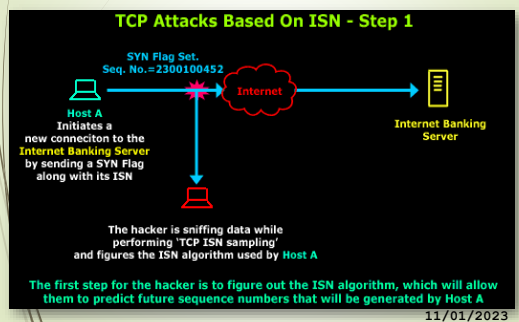 TCP Attacks Based On ISN - Step 1
SYN Flag Set.
Seq. No.=2300100452
Internet
Host A
Initiates a
new conneciton to the
Internet Banking Server
by sending a SYN Flag
along with its ISN
Internet Banking
Server
The hacker is sniffing data while
performing 'TCP ISN sampling'
and figures the ISN algorithm used by Host A
The first step for the hacker is to figure out the ISN algorithm, which will allow
them to predict future sequence numbers that will be generated by Host A
11/01/2023